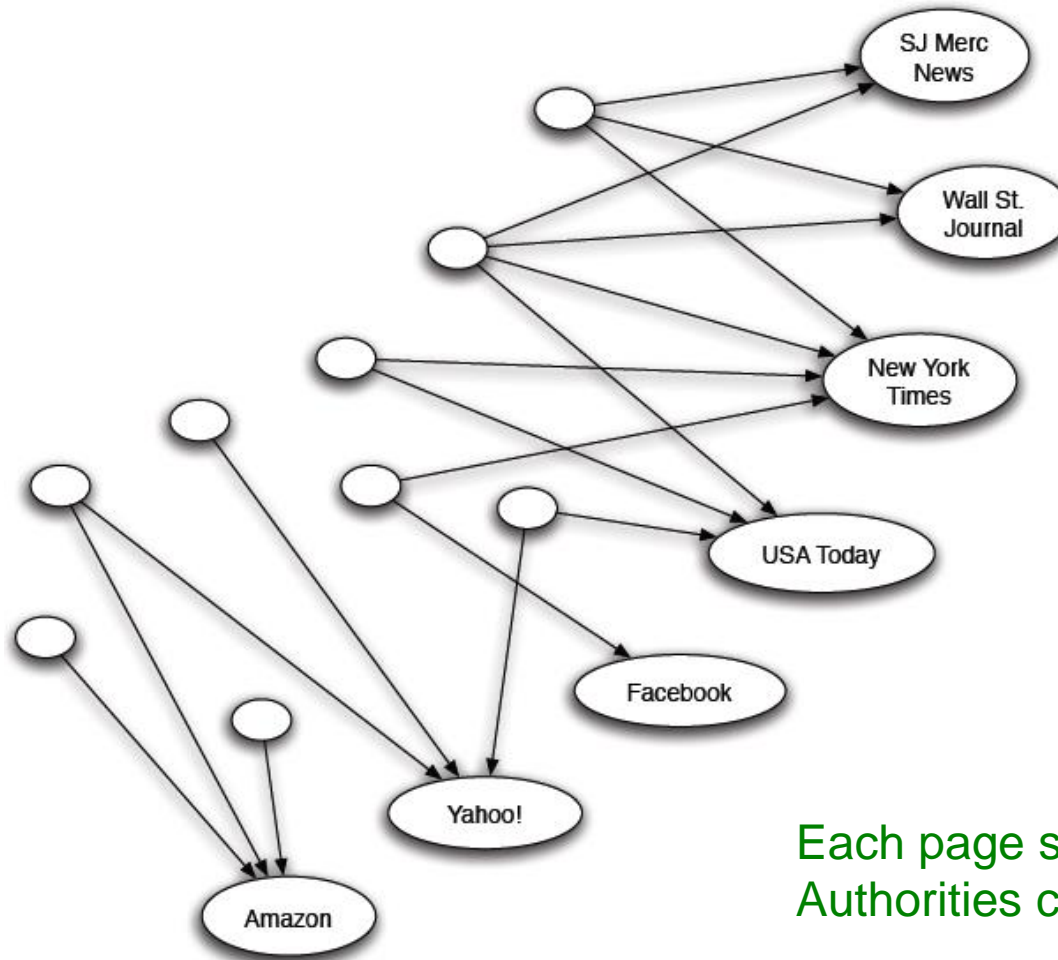 SJ Merc
News
Wall St.
Journal
New York
Times
USA Today
Facebook
Yahoo!
Amazon
Each page s
Authorities c